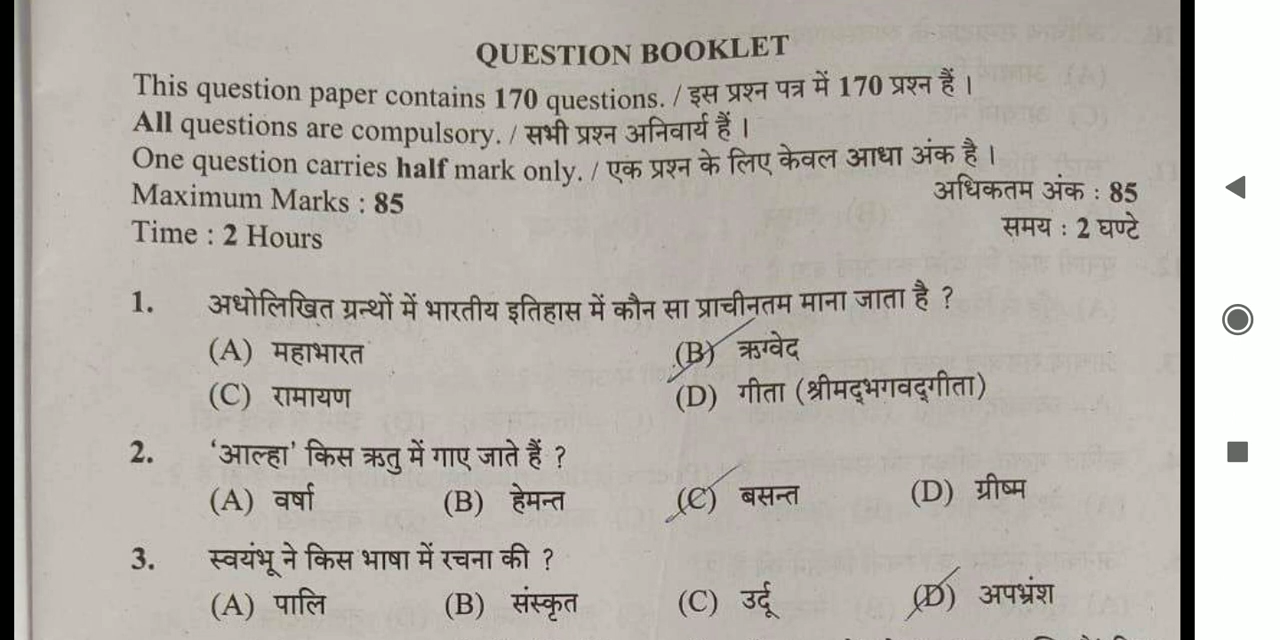 QUESTION BOOKLET
This question paper contains 170 questions. / इस प्रश्न पत्र में 170 प्रश्न हैं ।
All questions are compulsory. / सभी प्रश्न अनिवार्य हैं ।
One question carries half mark only. / एक प्रश्न के लिए केवल आधा अंक है ।
Maximum Marks : 85 अधिकतम अंक : 85
Time : 2 Hours समय : 2 घण्टे
1. अधोलिखित ग्रन्थों में भारतीय इतिहास में कौन सा प्राचीनतम माना जाता है ?
(A) महाभारत (B) ऋग्वेद
(C) रामायण (D) गीता (श्रीमद्‌भगवद्‌गीता)
2. ‘आल्हा’ किस ऋतु में गाए जाते हैं ?
(A) वर्षा (B) हेमन्त (C) बसन्त (D) ग्रीष्म
3. स्वयंभू ने किस भाषा में रचना की ?
(A) पालि (B) संस्कृत (C) उर्दू (D) अपभ्रंश